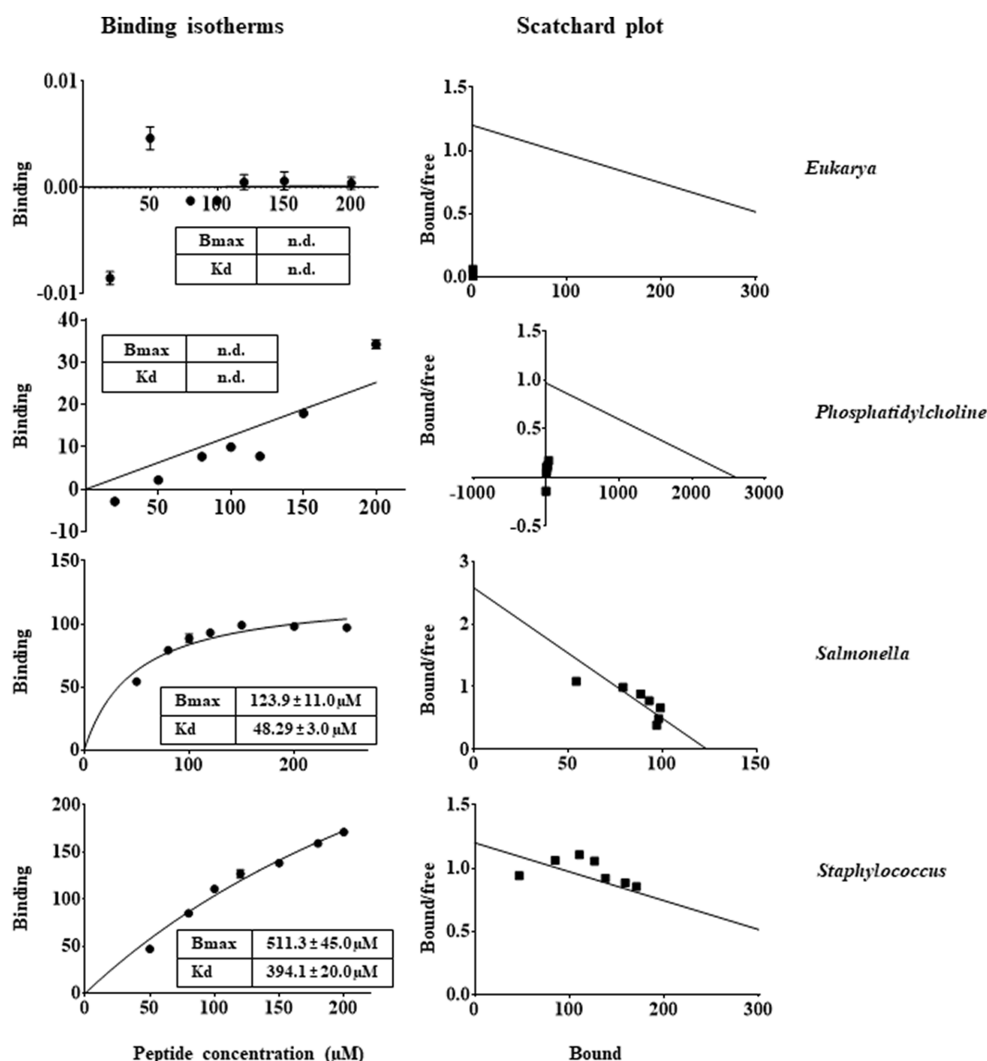 Binding isotherms
Scatchard plot
Binding
0.01
0.00
-0.01
50
100
150
200
Bmax n.d.
Kd n.d.
Bound/free
1.5
1.0
0.5
0.0
0
100
200
300
Eukarya
Binding
40
30
20
10
0
-10
50
100
150
200
Bmax n.d.
Kd n.d.
Bound/free
1.5
1.0
0.5
-0.5
-1000
1000
2000
3000
Phosphatidylcholine
Binding
150
100
50
0
0
100
200
Bmax 123.9 ± 11.0 µM
Kd 48.29 ± 3.0 µM
Bound/free
3
2
1
0
0
50
100
150
Salmonella
Binding
200
150
100
50
0
0
50
100
150
200
Bmax 511.3 ± 45.0 µM
Kd 394.1 ± 20.0 µM
Peptide concentration (µM)
Bound/free
1.5
1.0
0.5
0.0
0
100
200
300
Bound
Staphylococcus